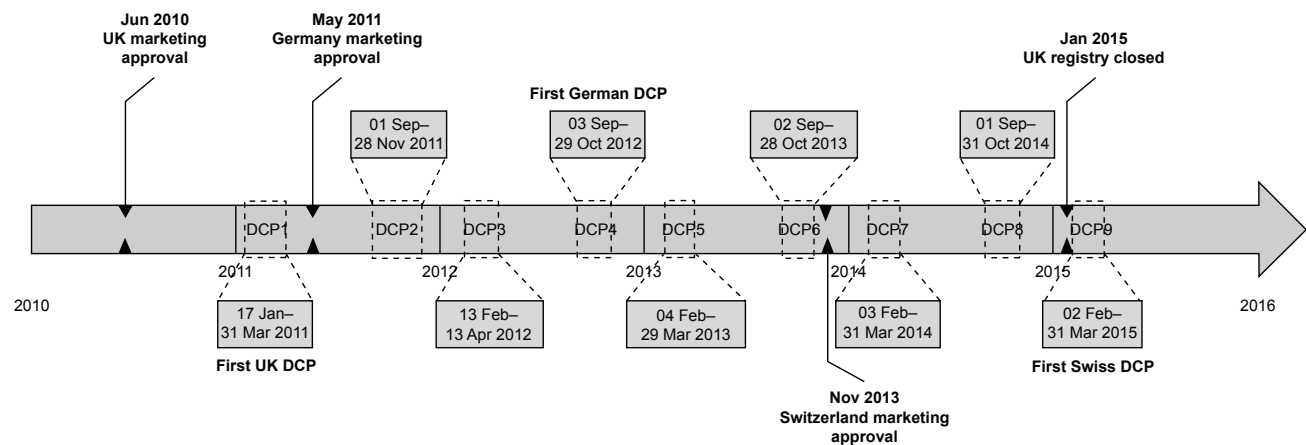 Jun 2010
UK marketing
approval
May 2011
Germany marketing
approval
Jan 2015
UK registry closed
First German DCP
01 Sep–
28 Nov 2011
03 Sep–
29 Oct 2012
02 Sep–
28 Oct 2013
01 Sep–
31 Oct 2014
DCP1
DCP2
DCP3
DCP4
DCP5
DCP6
DCP7
DCP8
DCP9
2010
2011
2012
2013
2014
2015
2016
17 Jan–
31 Mar 2011
13 Feb–
13 Apr 2012
04 Feb–
29 Mar 2013
03 Feb–
31 Mar 2014
02 Feb–
31 Mar 2015
First UK DCP
First Swiss DCP
Nov 2013
Switzerland marketing
approval